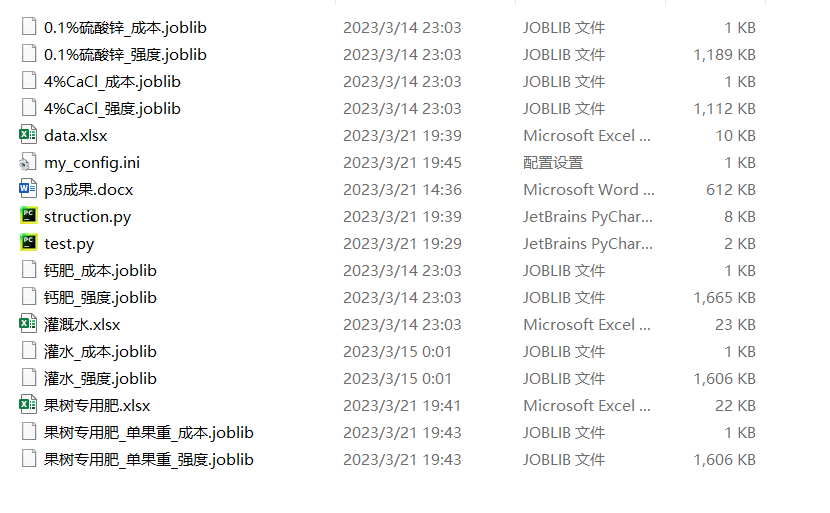 0.1%硫酸锌_成本.joblib 2023/3/14 23:03 JOBLIB 文件 1 KB
0.1%硫酸锌_强度.joblib 2023/3/14 23:03 JOBLIB 文件 1,189 KB
4%CaCl_成本.joblib 2023/3/14 23:03 JOBLIB 文件 1 KB
4%CaCl_强度.joblib 2023/3/14 23:03 JOBLIB 文件 1,112 KB
data.xlsx 2023/3/21 19:39 Microsoft Excel ... 10 KB
my_config.ini 2023/3/21 19:45 配置设置 1 KB
p3成果.docx 2023/3/21 14:36 Microsoft Word ... 612 KB
struction.py 2023/3/21 19:39 JetBrains PyChar... 8 KB
test.py 2023/3/21 19:29 JetBrains PyChar... 2 KB
钙肥_成本.joblib 2023/3/14 23:03 JOBLIB 文件 1 KB
钙肥_强度.joblib 2023/3/14 23:03 JOBLIB 文件 1,665 KB
灌溉水.xlsx 2023/3/14 23:03 Microsoft Excel ... 23 KB
灌水_成本.joblib 2023/3/15 0:01 JOBLIB 文件 1 KB
灌水_强度.joblib 2023/3/15 0:01 JOBLIB 文件 1,606 KB
果树专用肥.xlsx 2023/3/21 19:41 Microsoft Excel ... 22 KB
果树专用肥_单果重_成本.joblib 2023/3/21 19:43 JOBLIB 文件 1 KB
果树专用肥_单果重_强度.joblib 2023/3/21 19:43 JOBLIB 文件 1,606 KB